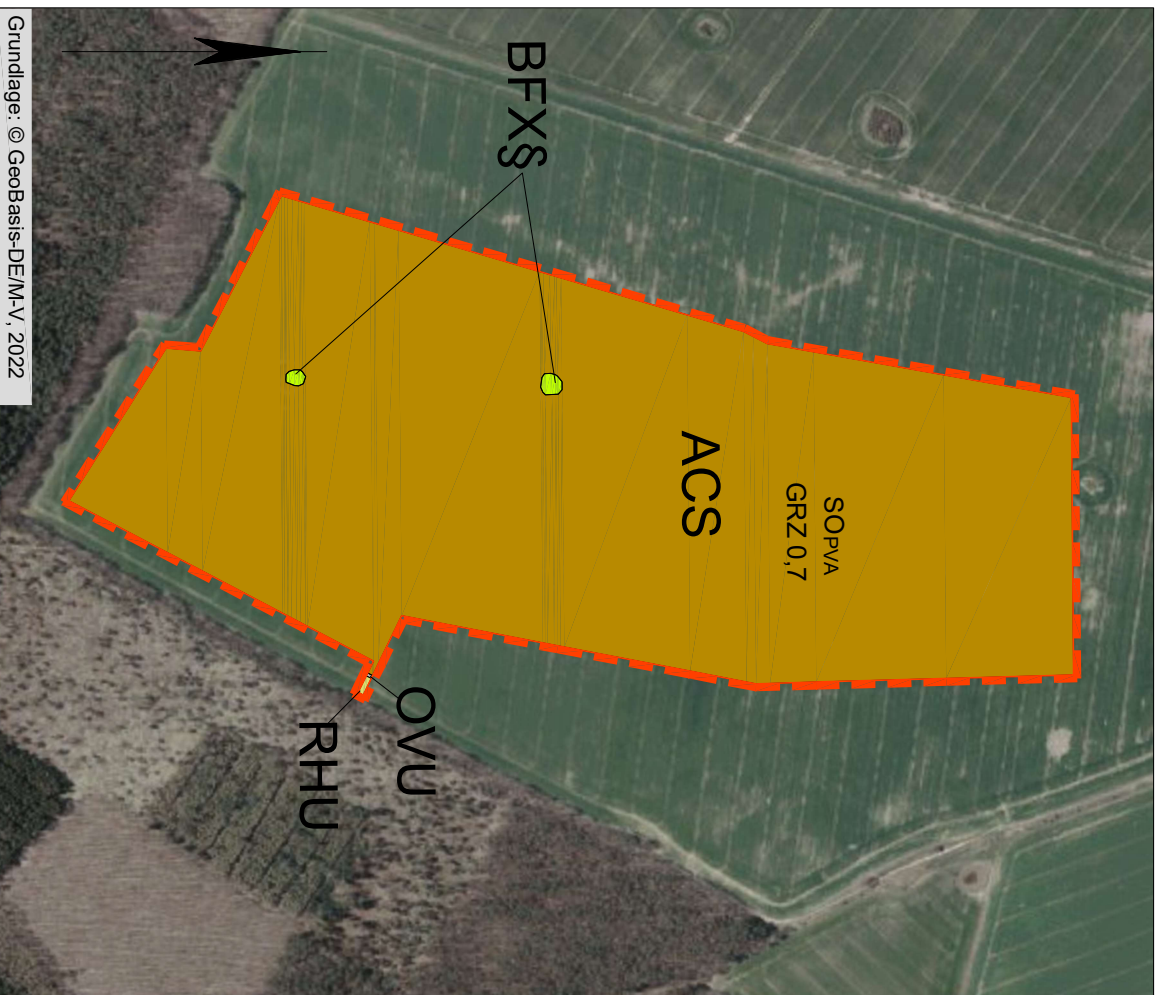 BFX§
ACS
SOPVA
GRZ 0,7
OVU
RHU
Grundlage: © GeoBasis-DE/M-V, 2022